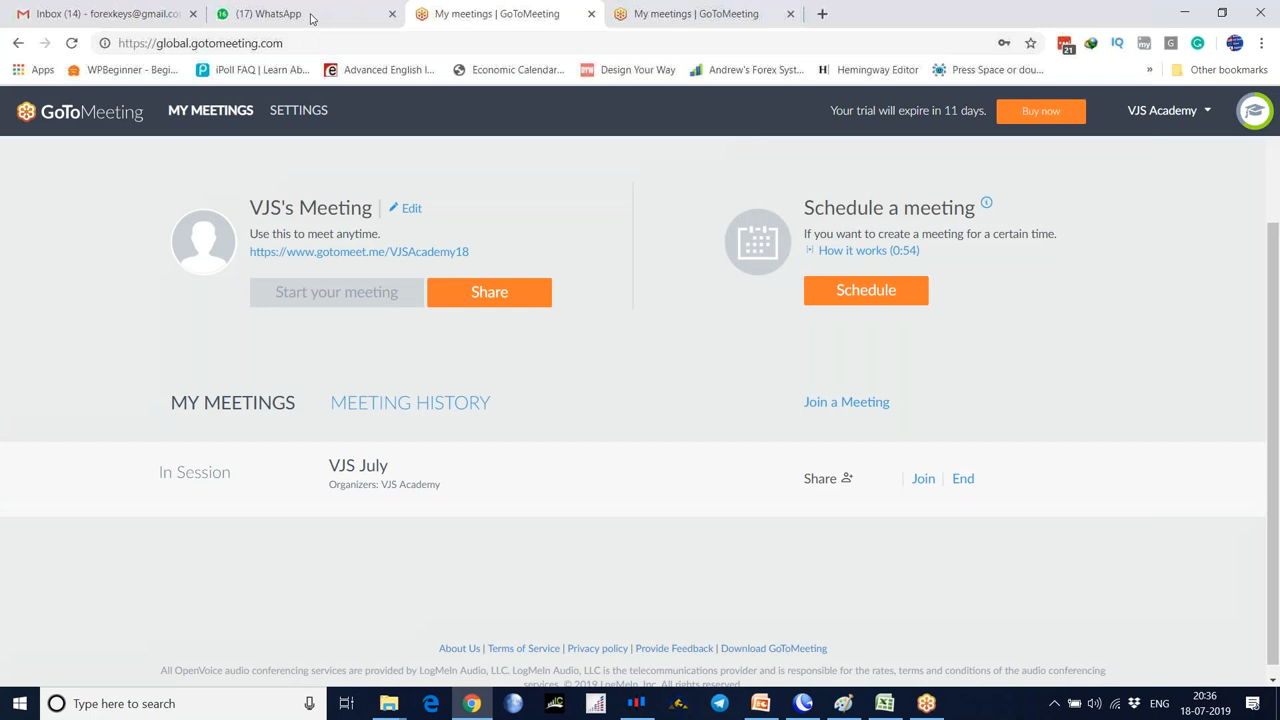 Inbox (14) - forexkeys@gmail.co
(17) WhatsApp
My meetings | GoToMeeting
My meetings | GoToMeeting
https://global.gotomeeting.com
21
Apps
WPBeginner - Begi...
iPoll FAQ | Learn Ab...
Advanced English I...
Economic Calendar...
Design Your Way
Andrew's Forex Syst...
Hemingway Editor
Press Space or dou...
»
Other bookmarks
GoToMeeting
MY MEETINGS
SETTINGS
Your trial will expire in 11 days.
Buy now
VJS Academy
VJS's Meeting | Edit
Use this to meet anytime.
https://www.gotomeet.me/VJSAcademy18
Start your meeting
Share
Schedule a meeting
If you want to create a meeting for a certain time.
How it works (0:54)
Schedule
MY MEETINGS
MEETING HISTORY
Join a Meeting
In Session
VJS July
Organizers: VJS Academy
Share
Join
End
About Us | Terms of Service | Privacy policy | Provide Feedback | Download GoToMeeting
All OpenVoice audio conferencing services are provided by LogMeIn Audio, LLC. LogMeIn Audio, LLC is the telecommunications provider and is responsible for the rates, terms and conditions of the audio conferencing
services. © 2019 LogMeIn, Inc. All rights reserved.
Type here to search
ENG
20:36
18-07-2019